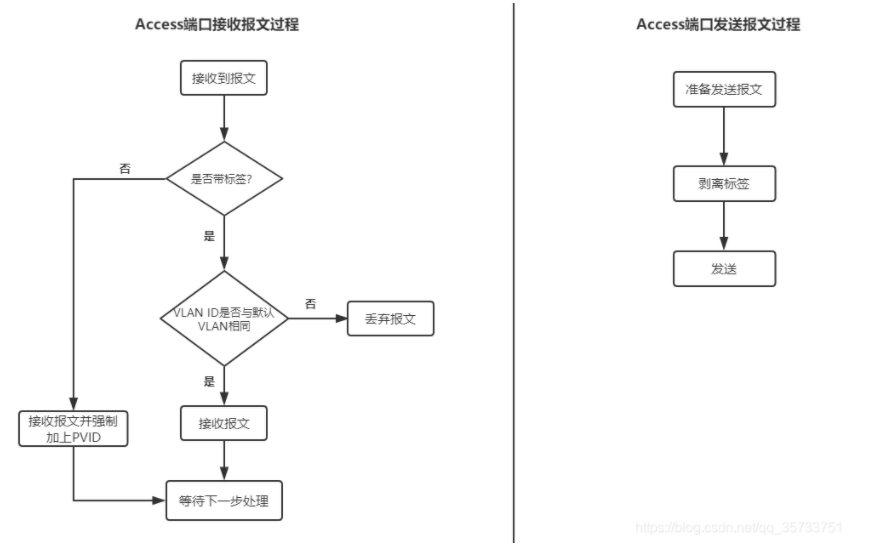 Access端口接收报文过程
接收到报文
是否带标签？
否
是
VLAN ID是否与默认
VLAN相同
否
丢弃报文
是
接收报文并强制
加上PVID
接收报文
等待下一步处理
Access端口发送报文过程
准备发送报文
剥离标签
发送
https://blog.csdn.net/qq_35733751